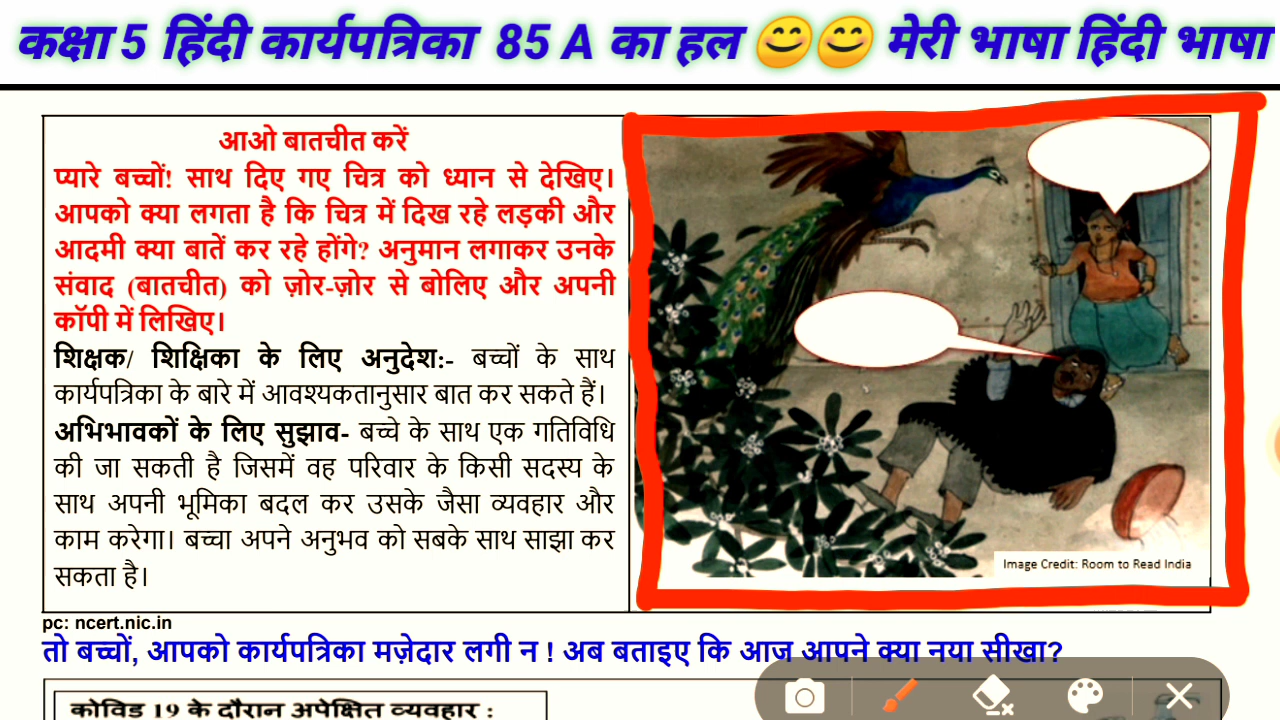 कक्षा 5 हिंदी कार्यपत्रिका 85 A का हल 😊😊 मेरी भाषा हिंदी भाषा
आओ बातचीत करें
प्यारे बच्चों! साथ दिए गए चित्र को ध्यान से देखिए।
आपको क्या लगता है कि चित्र में दिख रहे लड़की और
आदमी क्या बातें कर रहे होंगे? अनुमान लगाकर उनके
संवाद (बातचीत) को ज़ोर-ज़ोर से बोलिए और अपनी
कॉपी में लिखिए।
शिक्षक/ शिक्षिका के लिए अनुदेश:- बच्चों के साथ
कार्यपत्रिका के बारे में आवश्यकतानुसार बात कर सकते हैं।
अभिभावकों के लिए सुझाव- बच्चे के साथ एक गतिविधि
की जा सकती है जिसमें वह परिवार के किसी सदस्य के
साथ अपनी भूमिका बदल कर उसके जैसा व्यवहार और
काम करेगा। बच्चा अपने अनुभव को सबके साथ साझा कर
सकता है।
Image Credit: Room to Read India
pc: ncert.nic.in
तो बच्चों, आपको कार्यपत्रिका मज़ेदार लगी न ! अब बताइए कि आज आपने क्या नया सीखा?
कोविड 19 के दौरान अपेक्षित व्यवहार :